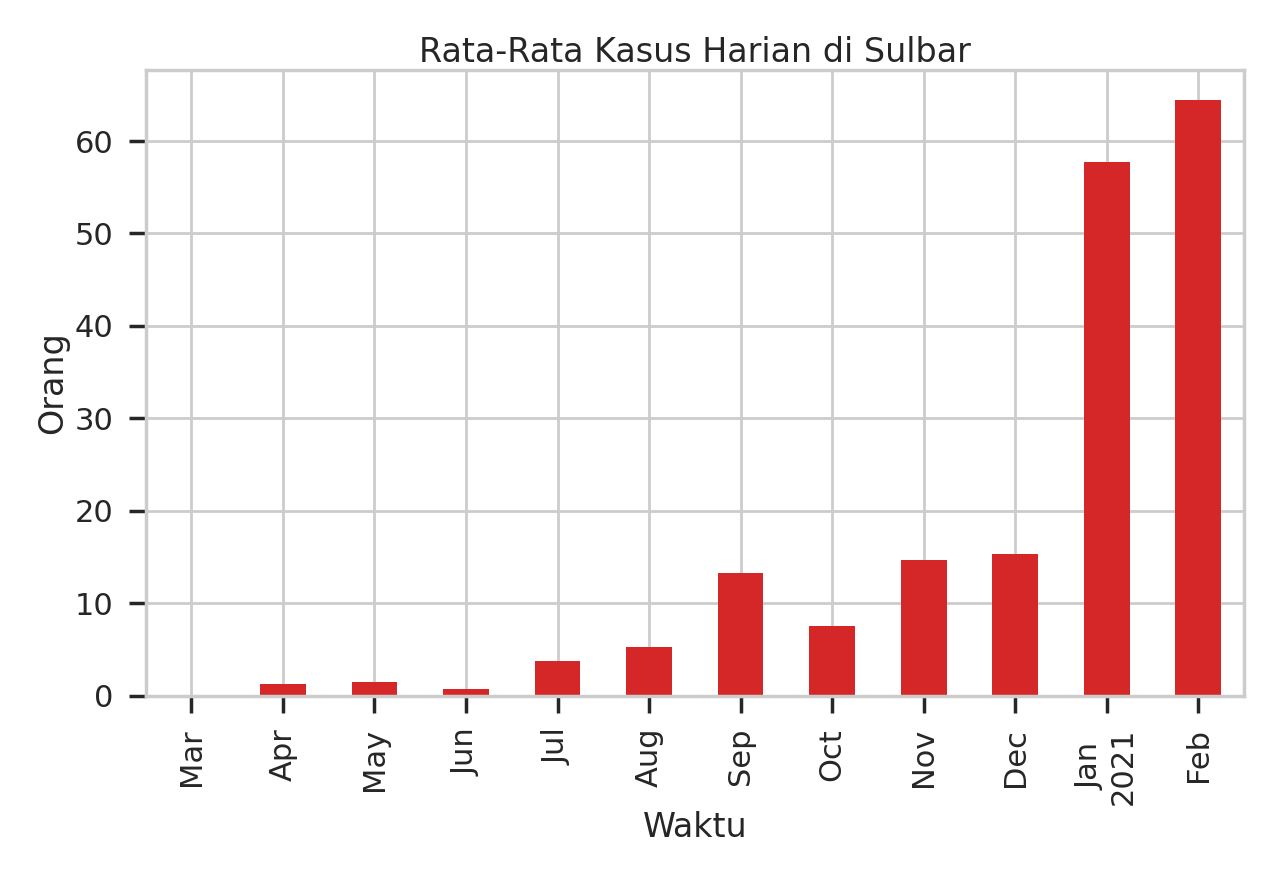 Rata-Rata Kasus Harian di Sulbar
60
50
40
30
20
10
0
Orang
Mar
Apr
May
Jun
Jul
Aug
Sep
Oct
Nov
Dec
Jan
2021
Feb
Waktu